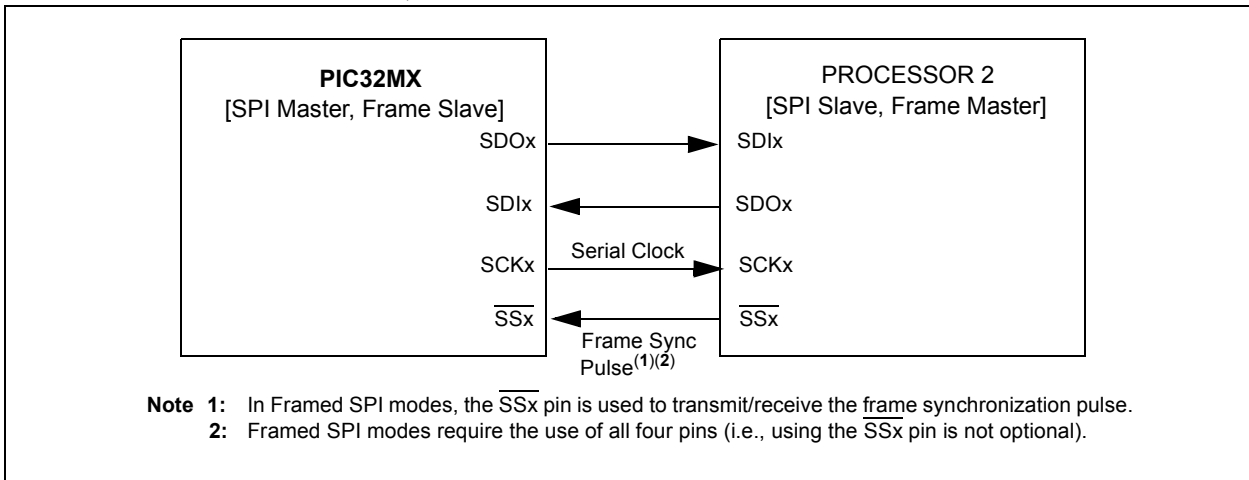 PIC32MX
[SPI Master, Frame Slave]
PROCESSOR 2
[SPI Slave, Frame Master]
SDOx
SDIx
SDIx
SDOx
Serial Clock
SCKx
SCKx
SSx
SSx
Frame Sync
Pulse(1)(2)
Note 1: In Framed SPI modes, the SSx pin is used to transmit/receive the frame synchronization pulse.
2: Framed SPI modes require the use of all four pins (i.e., using the SSx pin is not optional).